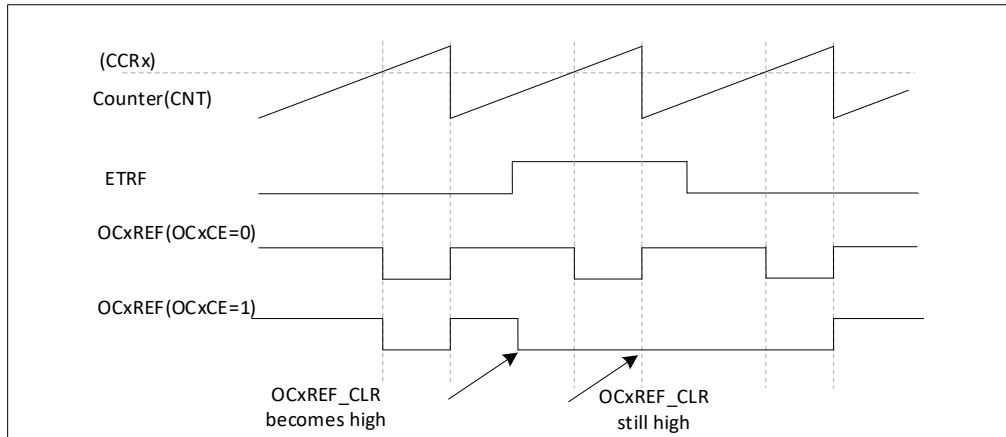 (CCRx)
Counter(CNT)
ETRF
OCxREF(OCxCE=0)
OCxREF(OCxCE=1)
OCxREF_CLR
becomes high
OCxREF_CLR
still high